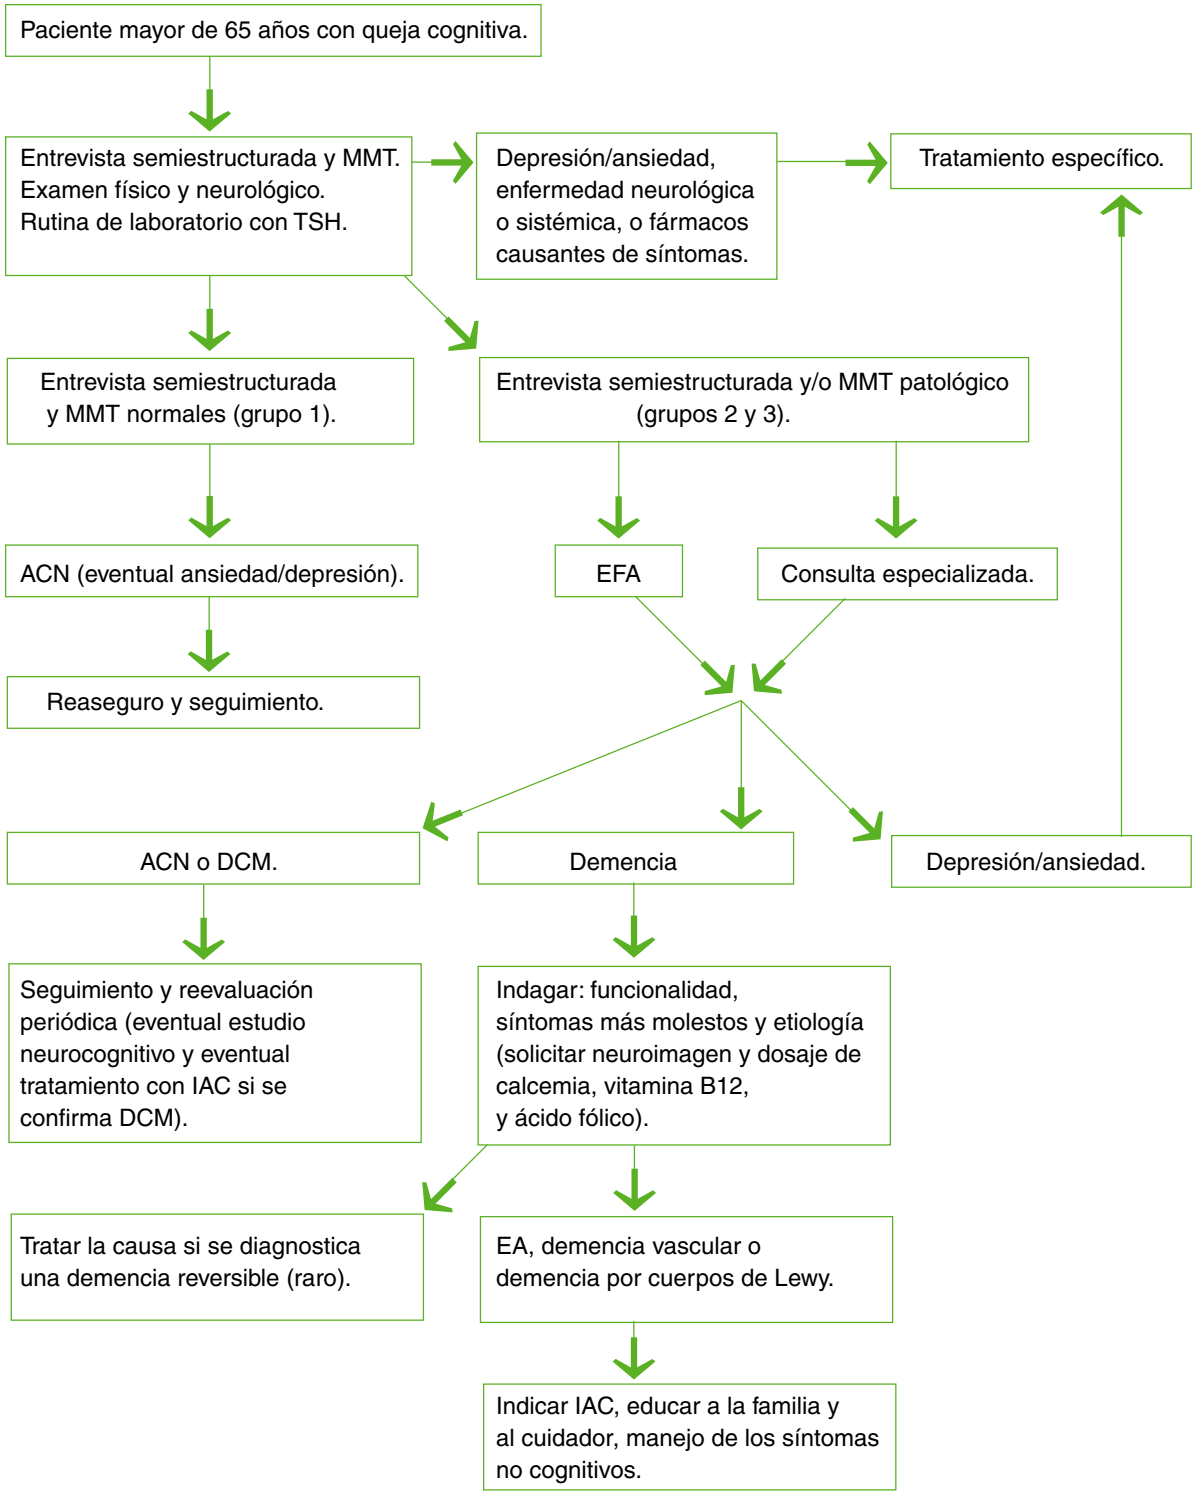 Paciente mayor de 65 años con queja cognitiva.
Entrevista semiestructurada y MMT.
Examen físico y neurológico.
Rutina de laboratorio con TSH.
Depresión/ansiedad,
enfermedad neurológica
o sistémica, o fármacos
causantes de síntomas.
Tratamiento específico.
Entrevista semiestructurada
y MMT normales (grupo 1).
Entrevista semiestructurada y/o MMT patológico
(grupos 2 y 3).
ACN (eventual ansiedad/depresión).
EFA
Consulta especializada.
Reaseguro y seguimiento.
ACN o DCM.
Demencia
Depresión/ansiedad.
Seguimiento y reevaluación
periódica (eventual estudio
neurocognitivo y eventual
tratamiento con IAC si se
confirma DCM).
Indagar: funcionalidad,
síntomas más molestos y etiología
(solicitar neuroimagen y dosaje de
calcemia, vitamina B12,
y ácido fólico).
Tratar la causa si se diagnostica
una demencia reversible (raro).
EA, demencia vascular o
demencia por cuerpos de Lewy.
Indicar IAC, educar a la familia y
al cuidador, manejo de los síntomas
no cognitivos.